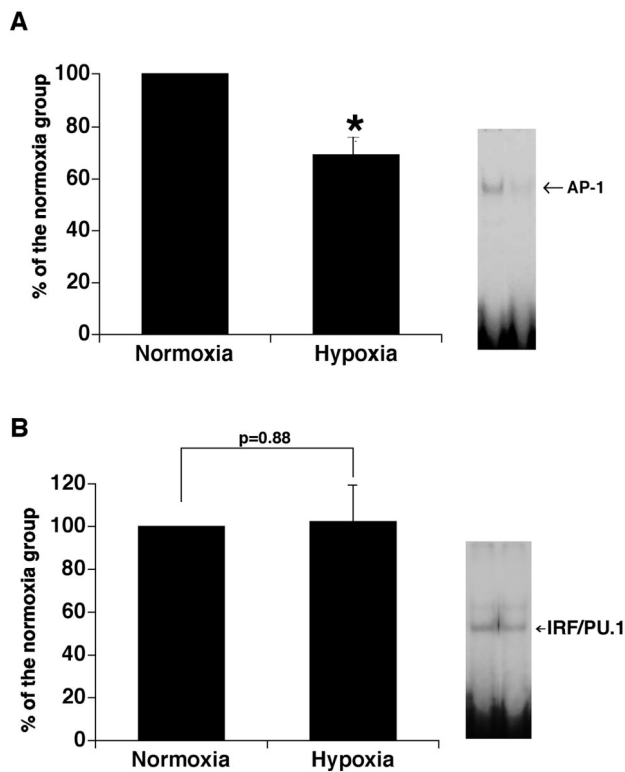 A
% of the normoxia group
100
80
60
40
20
0
*
Normoxia
Hypoxia
←AP-1
B
% of the normoxia group
p=0.88
120
100
80
60
40
20
0
Normoxia
Hypoxia
←IRF/PU.1